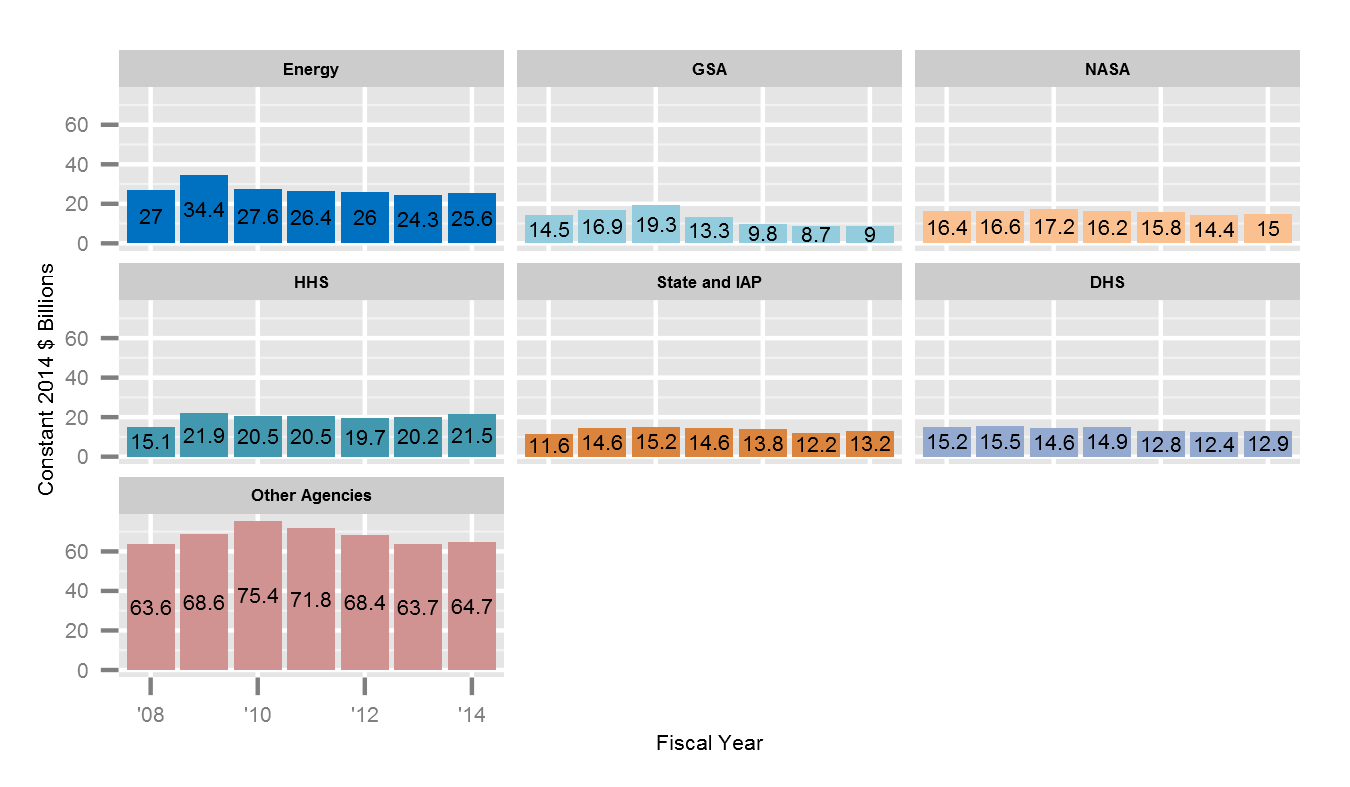 Energy
GSA
NASA
60
40
20
0
27 34.4 27.6 26.4 26 24.3 25.6
14.5 16.9 19.3 13.3 9.8 8.7 9
16.4 16.6 17.2 16.2 15.8 14.4 15
HHS
State and IAP
DHS
60
40
20
0
15.1 21.9 20.5 20.5 19.7 20.2 21.5
11.6 14.6 15.2 14.6 13.8 12.2 13.2
15.2 15.5 14.6 14.9 12.8 12.4 12.9
Other Agencies
60
40
20
0
63.6 68.6 75.4 71.8 68.4 63.7 64.7
'08 '10 '12 '14
Constant 2014 $ Billions
Fiscal Year